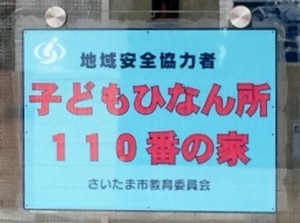 地域安全協力者
子どもひなん所
110番の家
さいたま市教育委員会